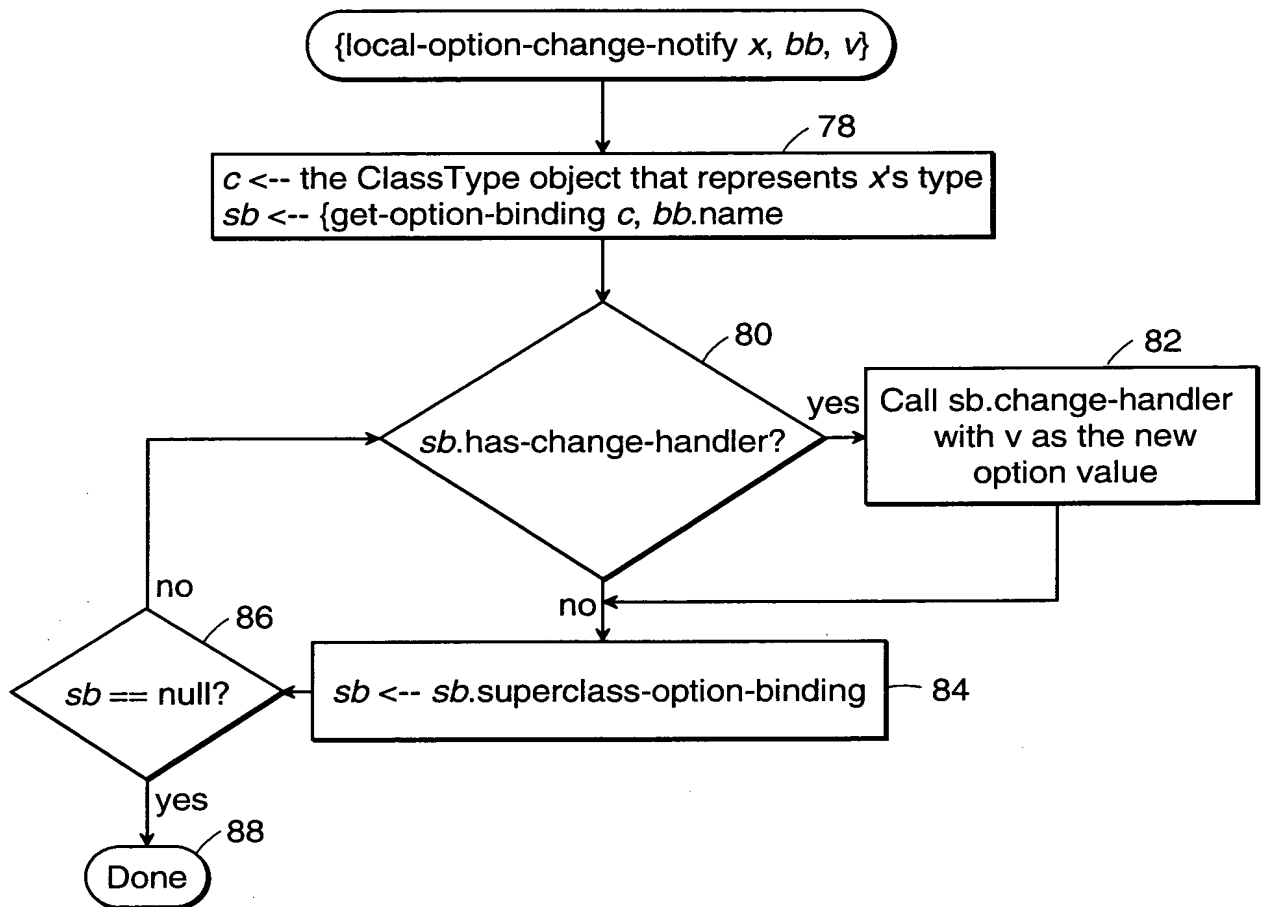 {local-option-change-notify x, bb, v}
78
c <-- the ClassType object that represents x's type
sb <-- {get-option-binding c, bb.name
80
sb.has-change-handler?
yes
82
Call sb.change-handler
with v as the new
option value
no
no
86
sb == null?
sb <-- sb.superclass-option-binding
84
yes
88
Done